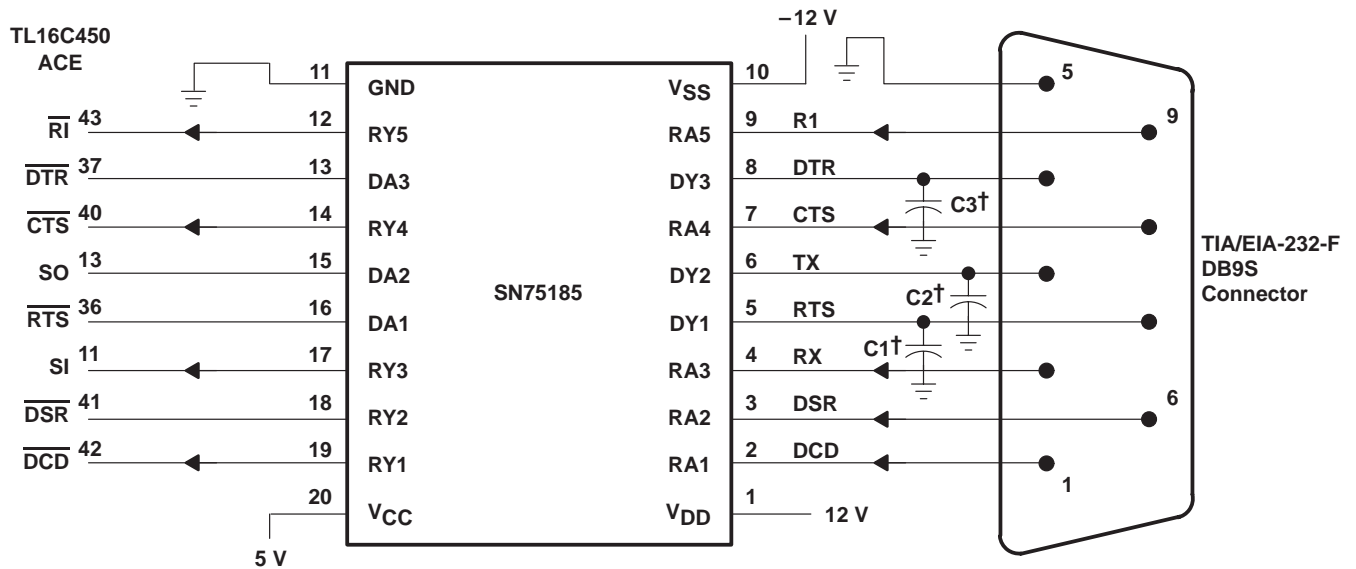 −12 V
TL16C450
ACE
11 GND VSS 10 5
RI 43 12 RY5 RA5 9 R1 9
DTR 37 13 DA3 DY3 8 DTR
C3†
CTS 40 14 RY4 RA4 7 CTS
SO 13 15 DA2 DY2 6 TX
SN75185
C2†
RTS 36 16 DA1 DY1 5 RTS
C1†
SI 11 17 RY3 RA3 4 RX
DSR 41 18 RY2 RA2 3 DSR 6
DCD 42 19 RY1 RA1 2 DCD 1
20 VCC VDD 1 12 V
5 V
TIA/EIA-232-F
DB9S
Connector